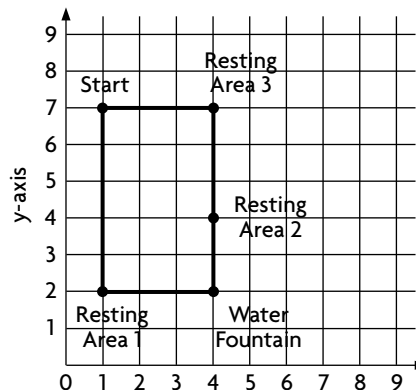 9
8
7
6
5
4
3
2
1
y-axis
Start
Resting
Area 3
Resting
Area 2
Resting
Area 1
Water
Fountain
0 1 2 3 4 5 6 7 8 9